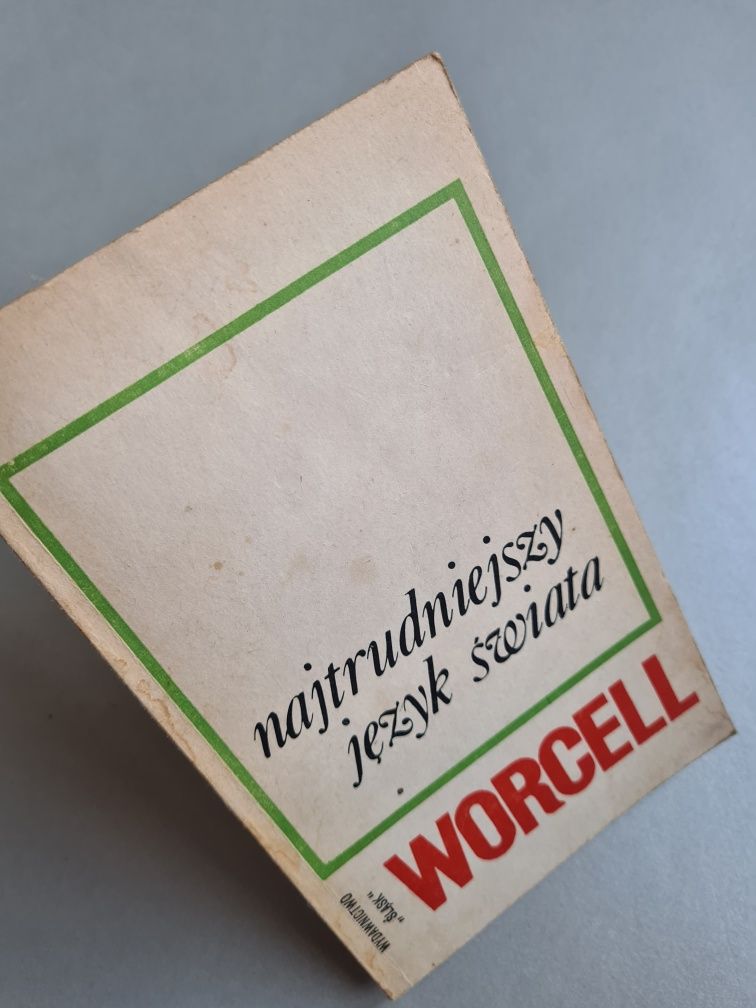 najtrudniejszy
język świata
WORCELL
WYDAWNICTWO
„ŚLĄSK”